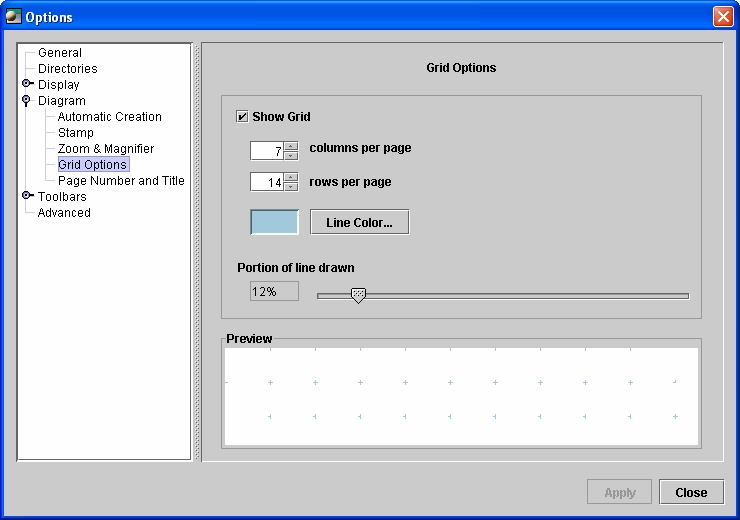 Options
General
Directories
Display
Diagram
Automatic Creation
Stamp
Zoom & Magnifier
Grid Options
Page Number and Title
Toolbars
Advanced
Grid Options
Show Grid
7 columns per page
14 rows per page
Line Color...
Portion of line drawn
12%
Preview
Apply Close